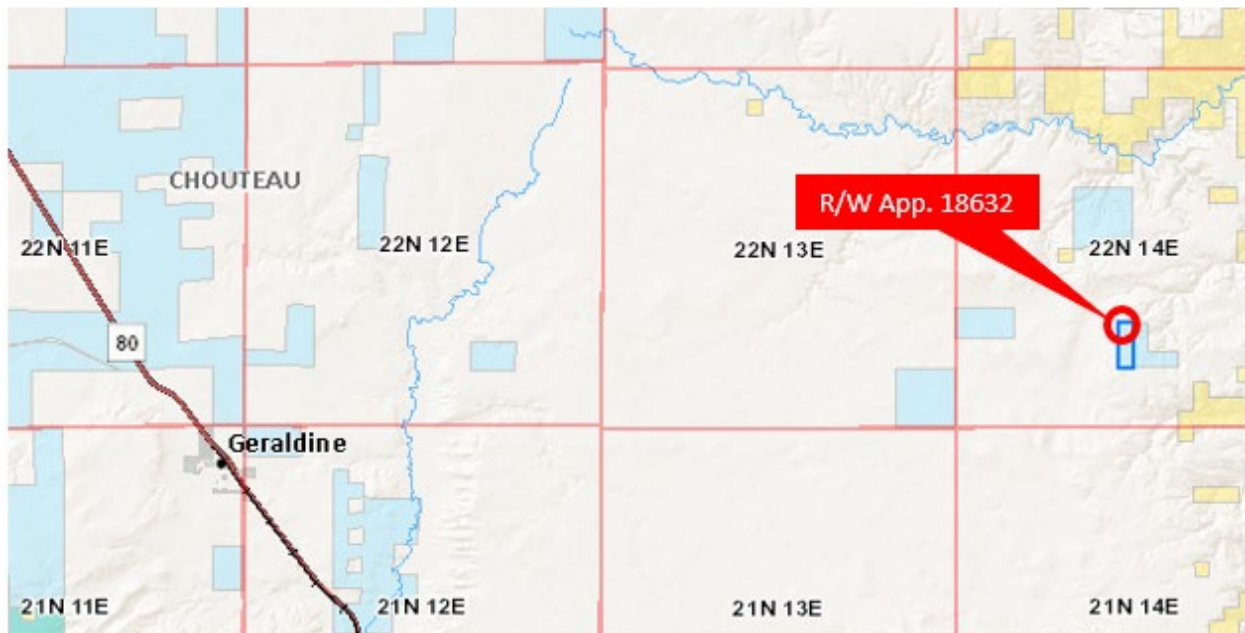 CHOUTEAU
R/W App. 18632
22N 11E
22N 12E
22N 13E
22N 14E
80
Geraldine
21N 11E
21N 12E
21N 13E
21N 14E